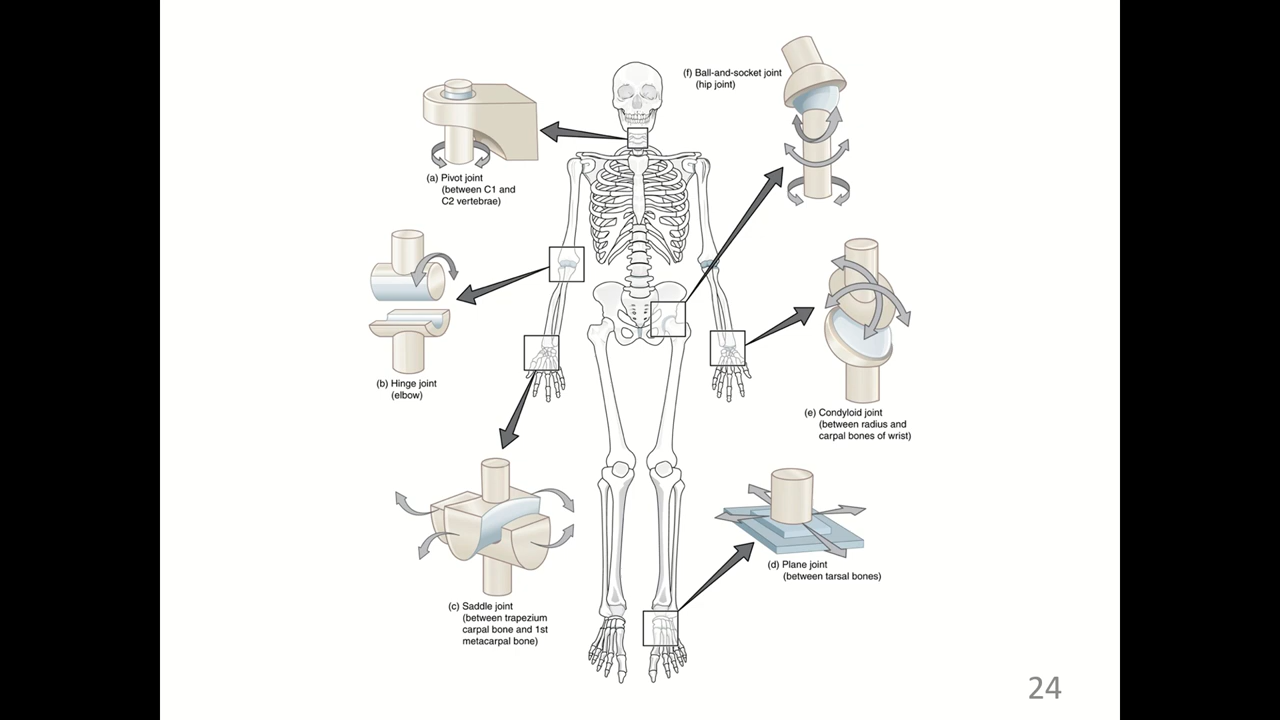 (a) Pivot joint
(between C1 and
C2 vertebrae)
(b) Hinge joint
(elbow)
(c) Saddle joint
(between trapezium
carpal bone and 1st
metacarpal bone)
(f) Ball-and-socket joint
(hip joint)
(e) Condyloid joint
(between radius and
carpal bones of wrist)
(d) Plane joint
(between tarsal bones)
24